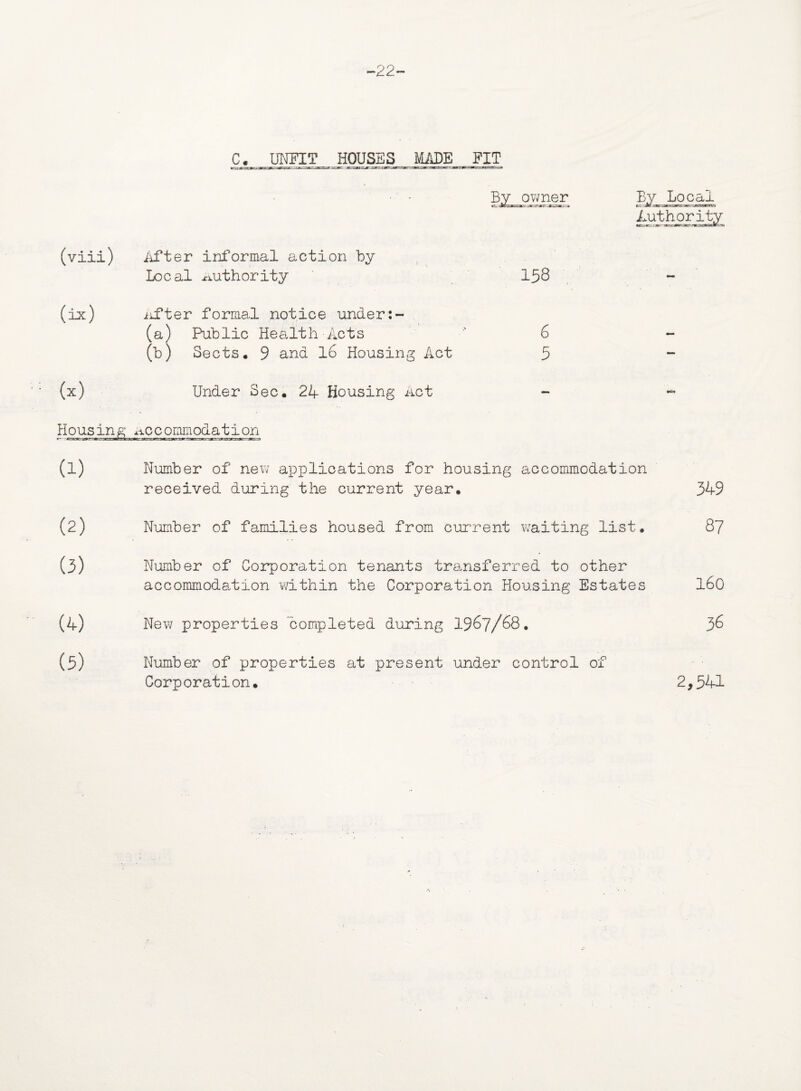 -22-
C. UNFIT HOUSES MADE FIT
By owner By Local
Authority
(viii) After informal action by
Local Authority 158 -
(ix) After formal notice under:-
(a) Public Health Acts 6 -
(b) Sects. 9 and 16 Housing Act 5 -
(x) Under Sec. 24 Housing Act - -
Housing Accommodation
(1) Number of new applications for housing accommodation
received during the current year. 349
(2) Number of families housed from current waiting list. 87
(3) Number of Corporation tenants transferred to other
accommodation within the Corporation Housing Estates 160
(4) New properties completed during 1967/68. 36
(5) Number of properties at present under control of
Corporation. 2,541